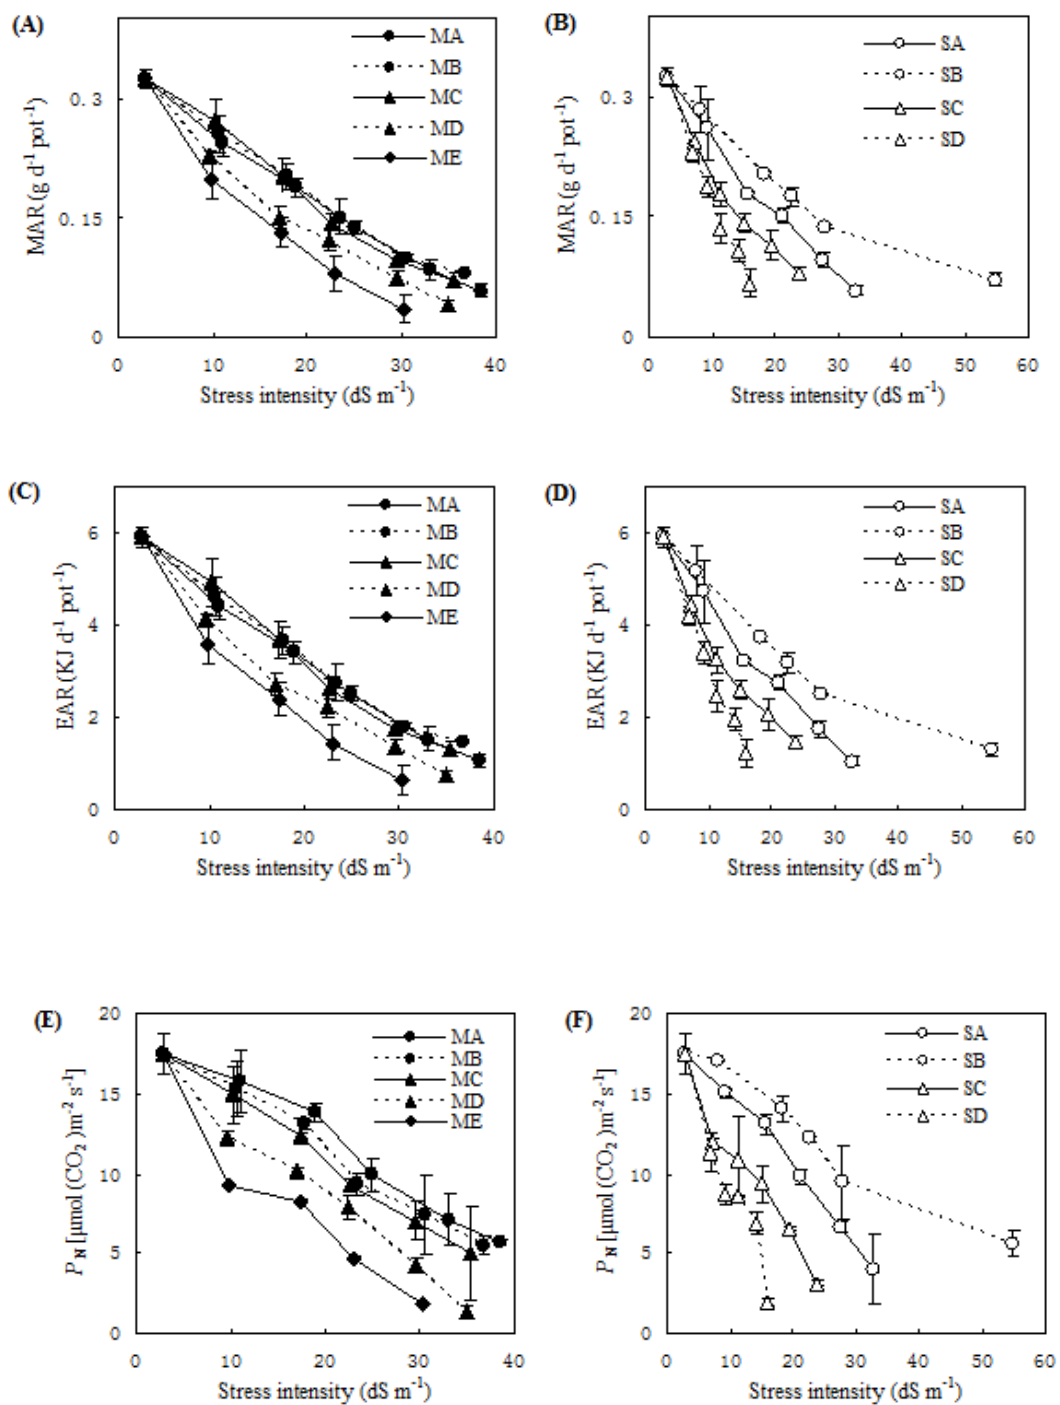 (A)
MA
MB
MC
MD
ME
0.3
0.15
0
MAR (g d-1 pot-1)
0 10 20 30 40
Stress intensity (dS m-1)
(B)
SA
SB
SC
SD
0.3
0.15
0
MAR (g d-1 pot-1)
0 10 20 30 40 50 60
Stress intensity (dS m-1)
(C)
MA
MB
MC
MD
ME
6
4
2
0
EAR (KJ d-1 pot-1)
0 10 20 30 40
Stress intensity (dS m-1)
(D)
SA
SB
SC
SD
6
4
2
0
EAR (KJ d-1 pot-1)
0 10 20 30 40 50 60
Stress intensity (dS m-1)
(E)
MA
MB
MC
MD
ME
20
15
10
5
0
PN [µmol (CO2 )m-2 s-1]
0 10 20 30 40
Stress intensity (dS m-1)
(F)
SA
SB
SC
SD
20
15
10
5
0
PN [µmol (CO2 )m-2 s-1]
0 10 20 30 40 50 60
Stress intensity (dS m-1)